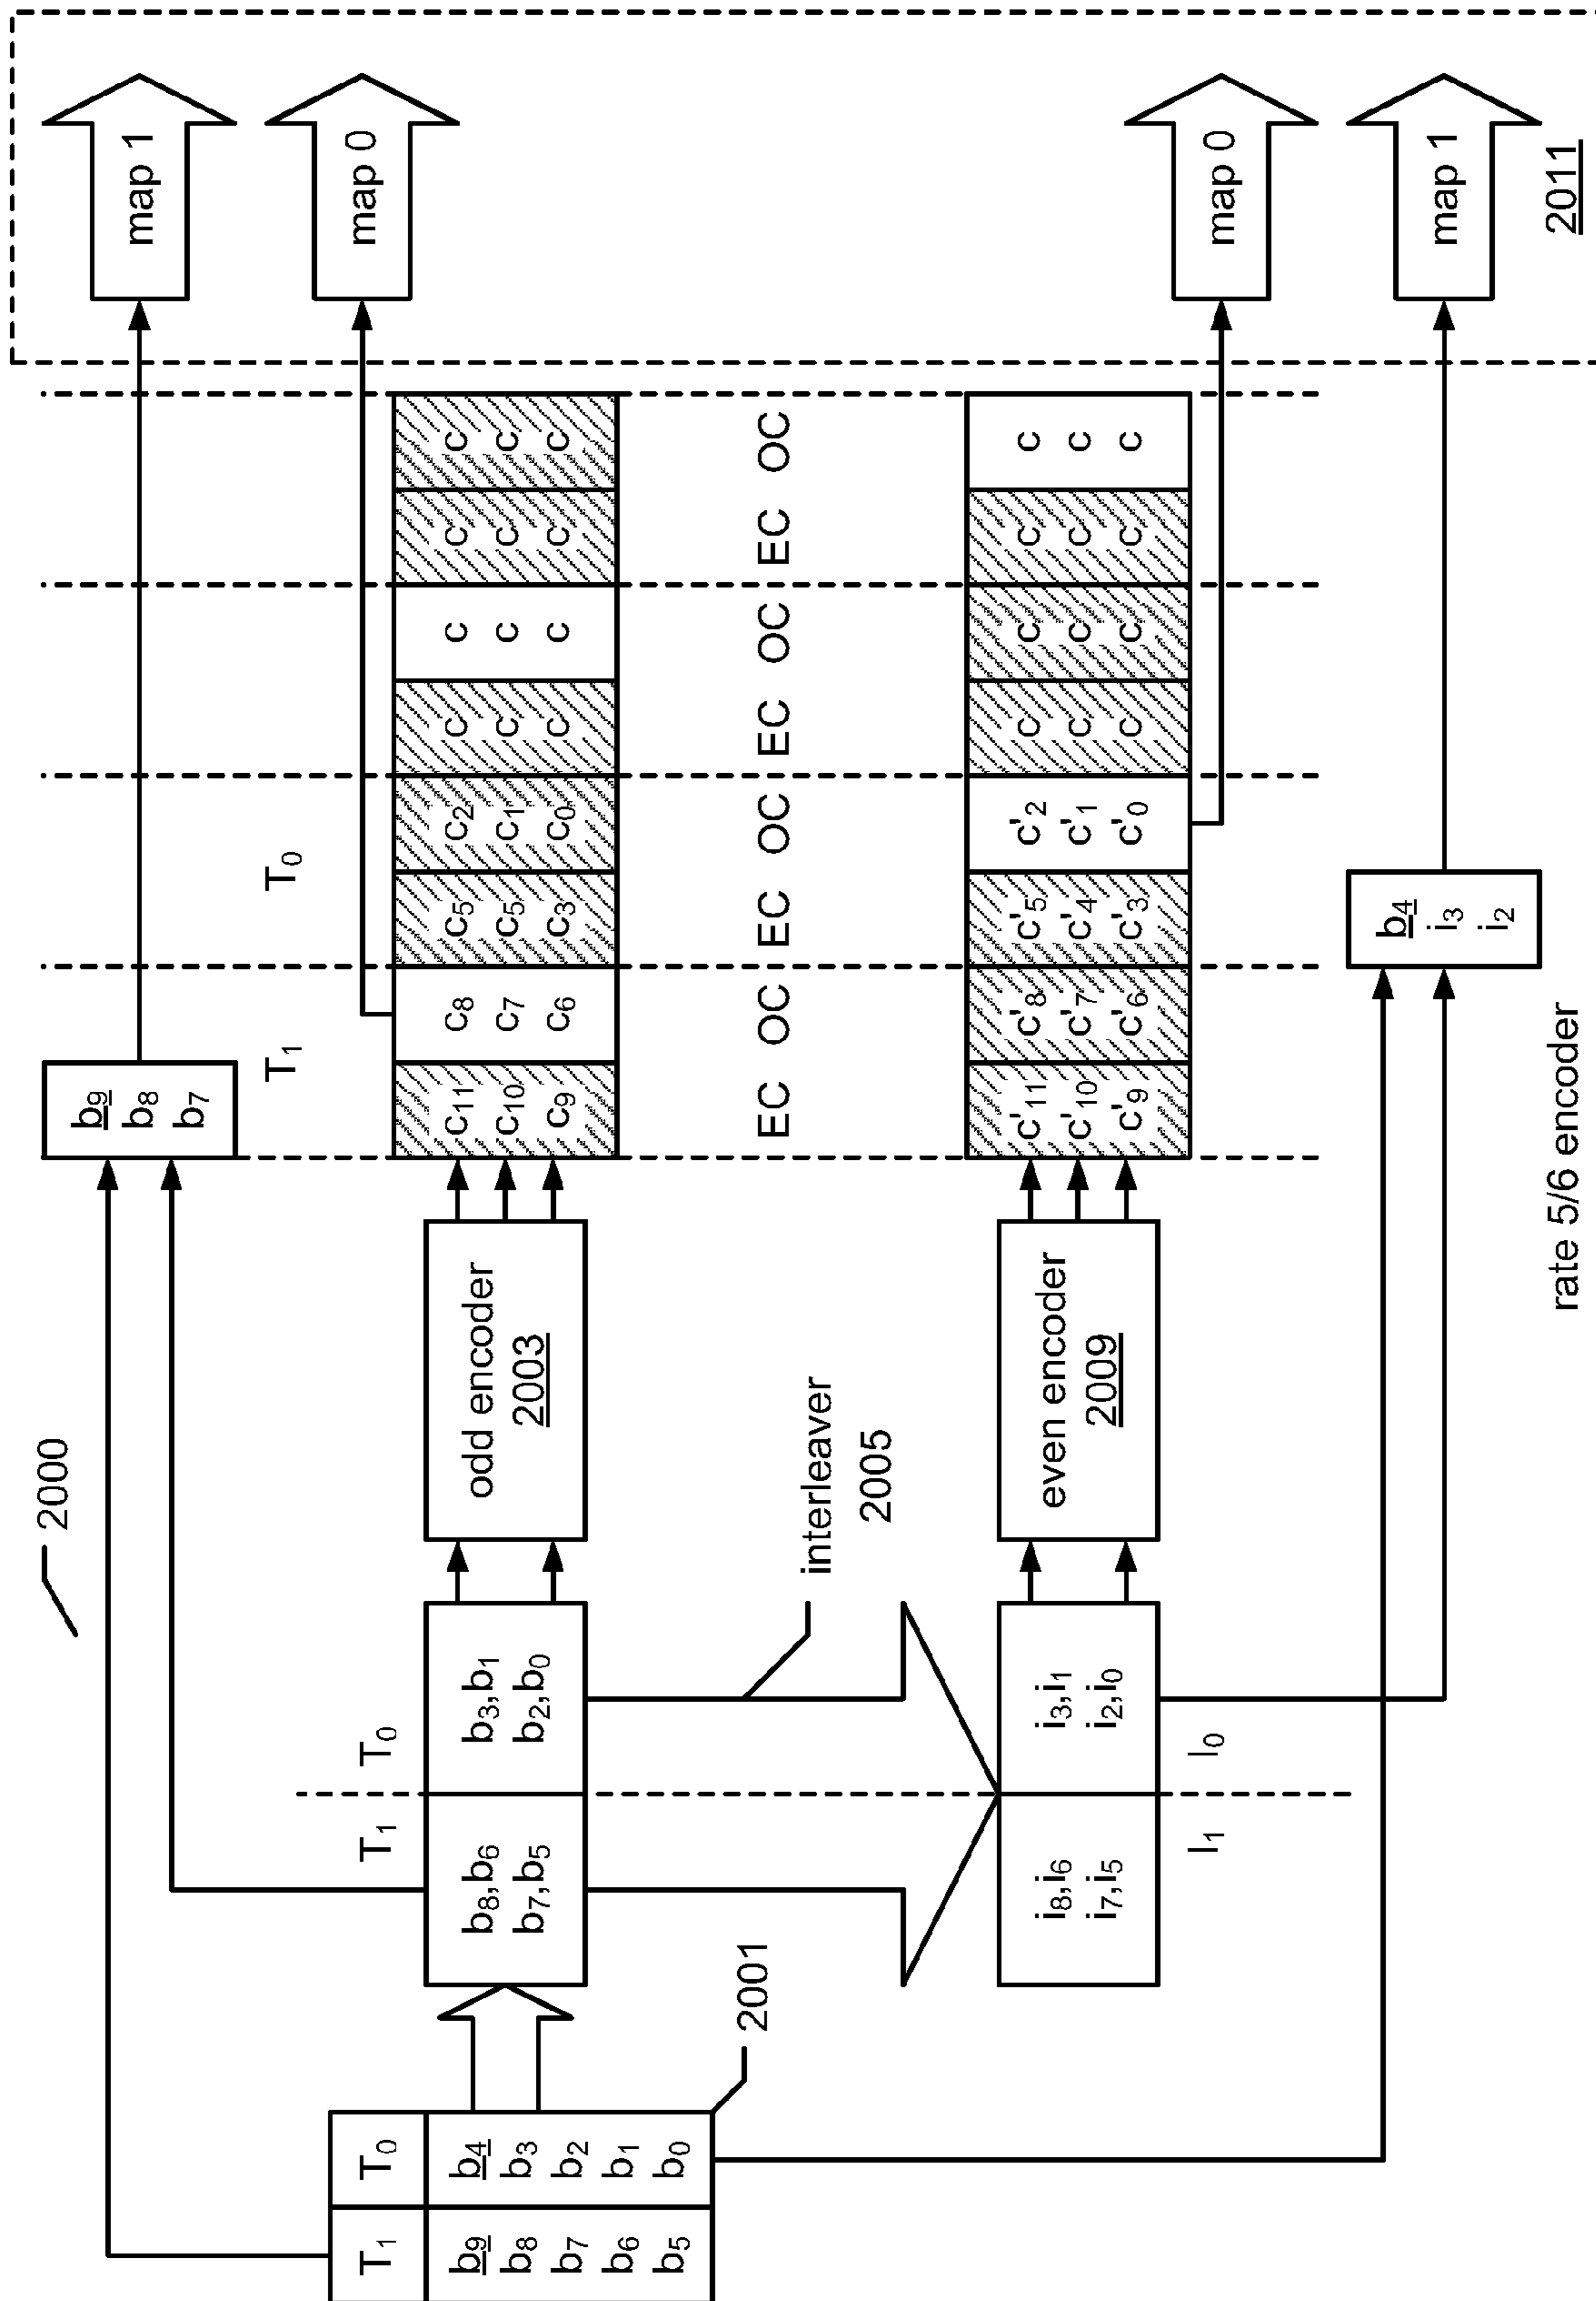 2000
T1 T0
b9 b4
b8 b3
b7 b2
b6 b1
b5 b0
2001
T1 T0
b8,b6 b3,b1
b7,b5 b2,b0
odd encoder
2003
interleaver
2005
i8,i6 i3,i1
i7,i5 i2,i0
I1 I0
even encoder
2009
b9
b8
b7
T1 T0
c11 c8 c5 c2 c c c c
c10 c7 c5 c1 c c c c
c9 c6 c3 c0 c c c c
EC OC EC OC EC OC EC OC
c'11 c'8 c'5 c'2 c c c c
c'10 c'7 c'4 c'1 c c c c
c'9 c'6 c'3 c'0 c c c c
b4
i3
i2
map 1
map 0
map 0
map 1
2011
rate 5/6 encoder